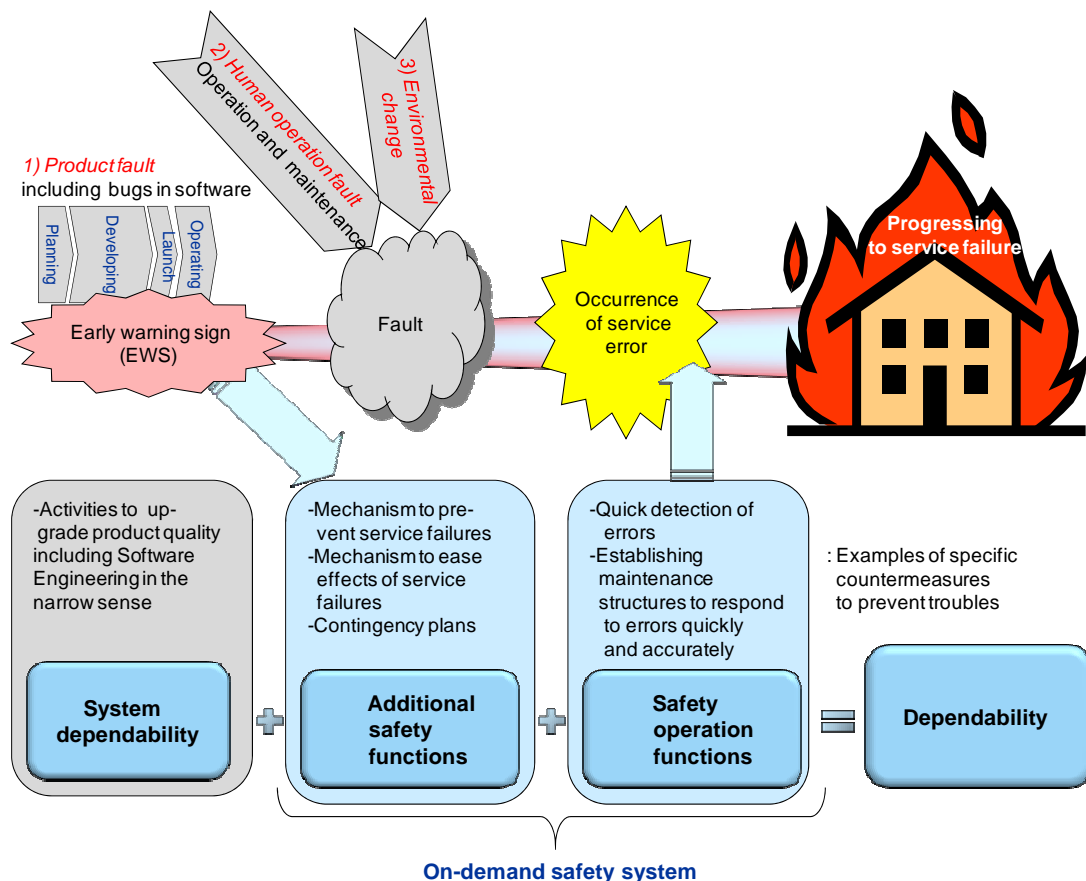 2) Human operation fault
Operation and maintenance
3) Environmental
change
1) Product fault
including bugs in software
Planning
Developing
Launch
Operating
Early warning sign
(EWS)
Fault
Occurrence
of service
error
Progressing
to service failure
-Activities to up-
grade product quality
including Software
Engineering in the
narrow sense
System
dependability
-Mechanism to pre-
vent service failures
-Mechanism to ease
effects of service
failures
-Contingency plans
Additional
safety
functions
-Quick detection of
errors
-Establishing
maintenance
structures to respond
to errors quickly
and accurately
Safety
operation
functions
: Examples of specific
countermeasures
to prevent troubles
Dependability
On-demand safety system